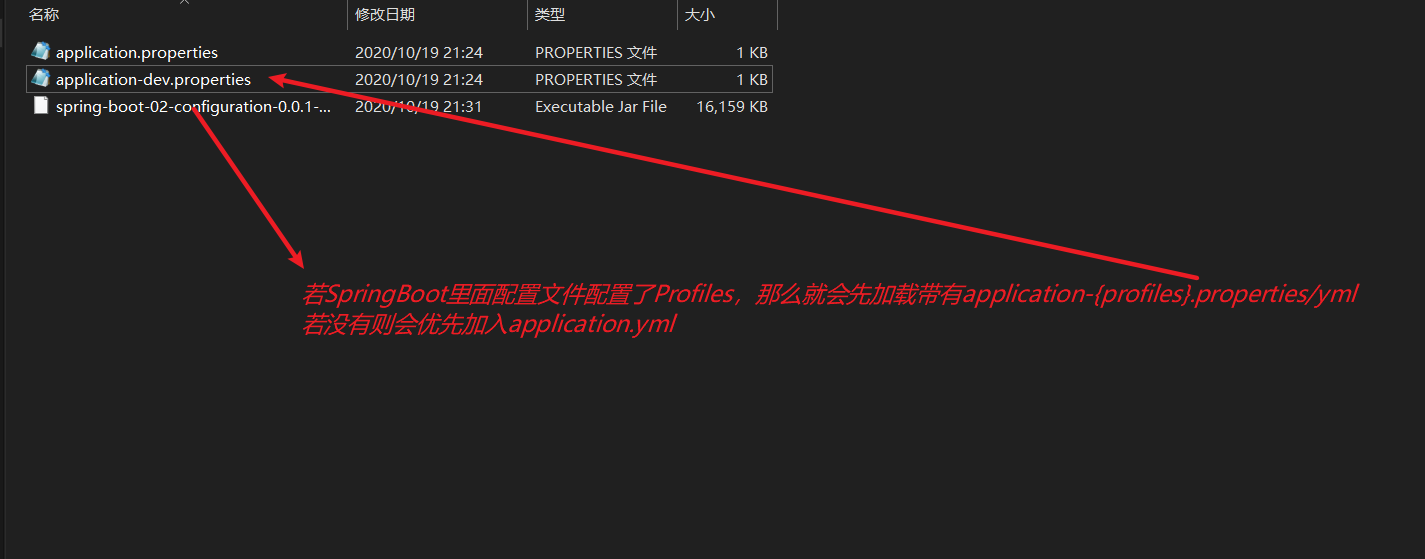 名称 修改日期 类型 大小
application.properties 2020/10/19 21:24 PROPERTIES 文件 1 KB
application-dev.properties 2020/10/19 21:24 PROPERTIES 文件 1 KB
spring-boot-02-configuration-0.0.1-... 2020/10/19 21:31 Executable Jar File 16,159 KB
若SpringBoot里面配置文件配置了Profiles，那么就会先加载带有application-{profiles}.properties/yml
若没有则会优先加入application.yml